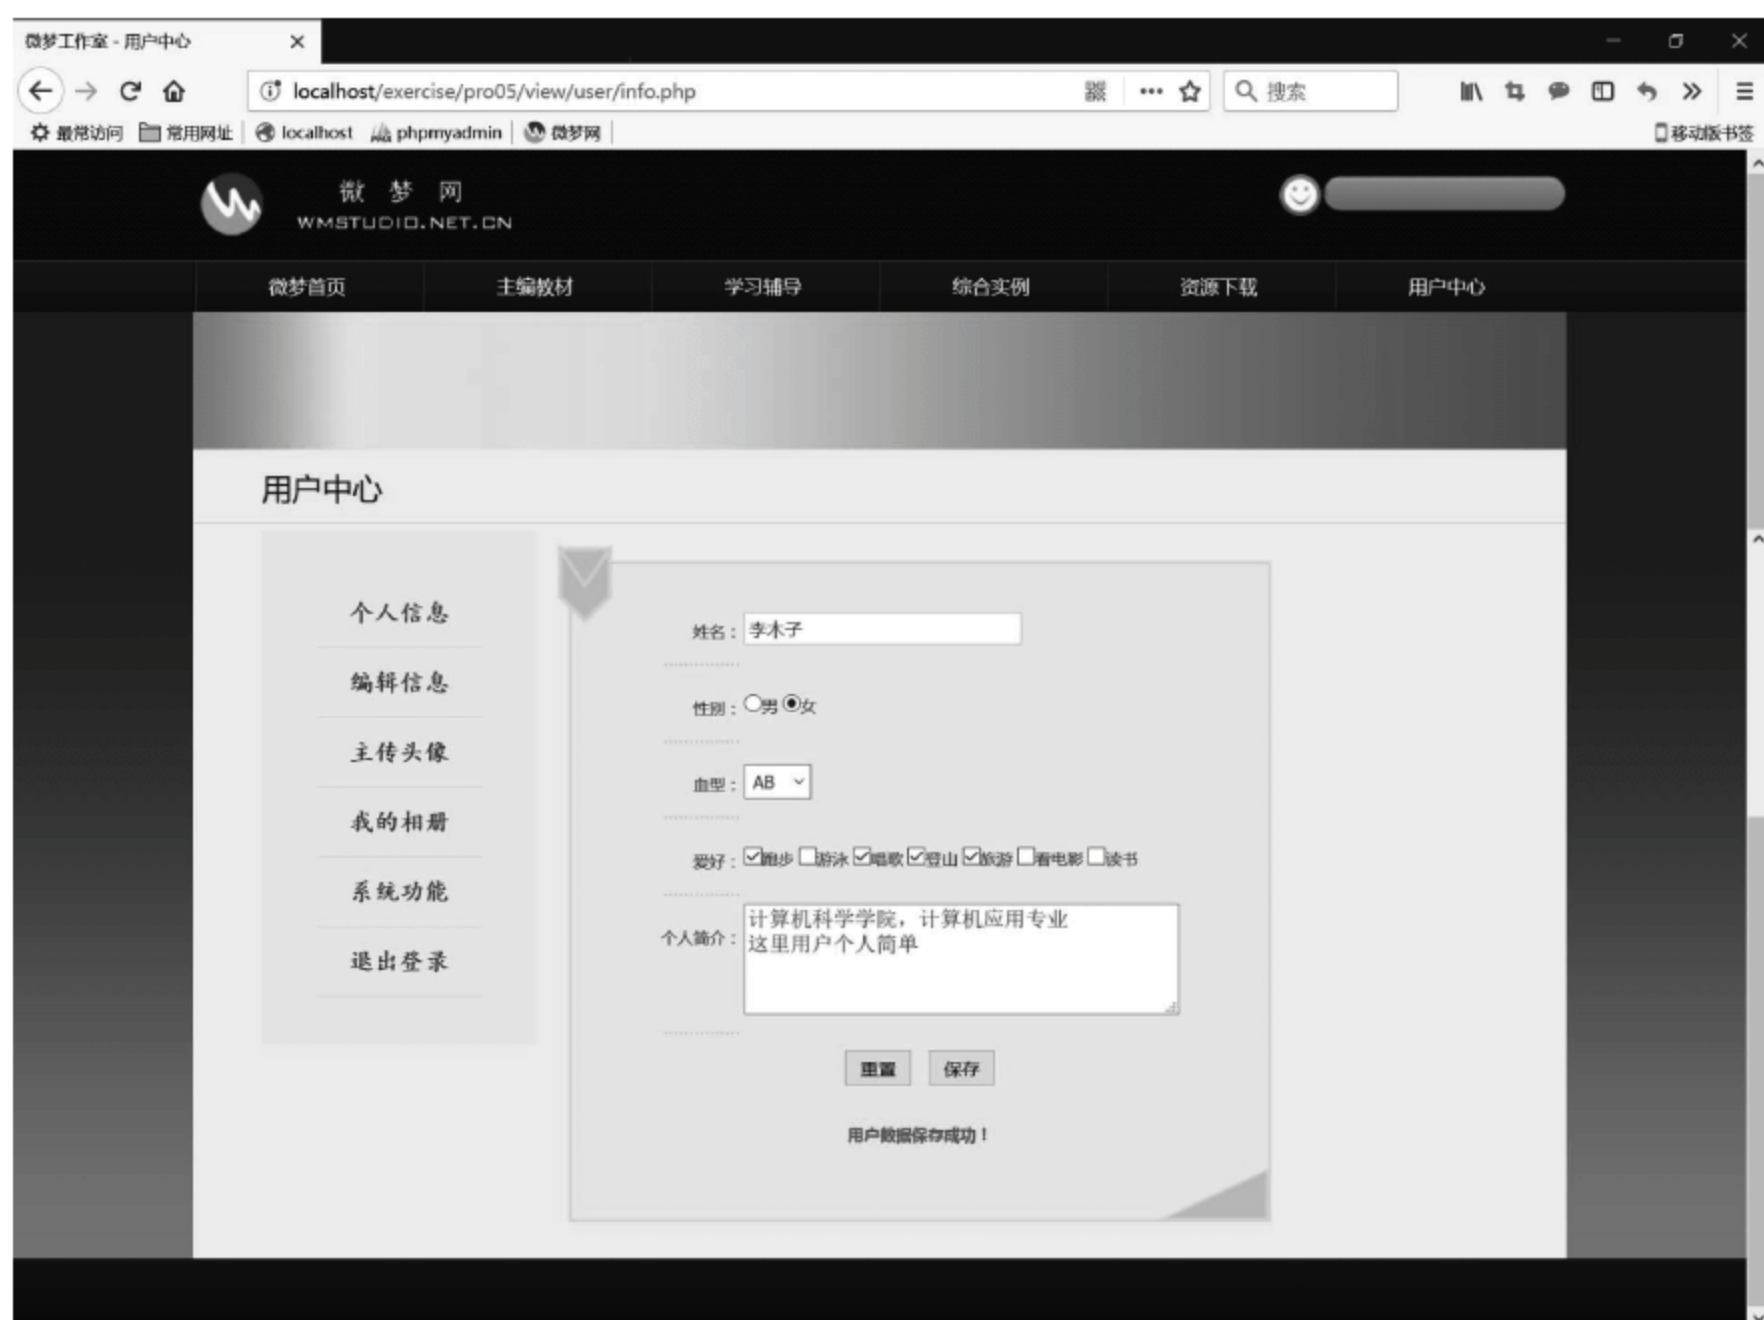 微梦工作室 - 用户中心
localhost/exercise/pro05/view/user/info.php
搜索
最常访问 常用网址 localhost phpmyadmin 微梦网
移动版书签
微 梦 网
WMSTUDIO.NET.CN
微梦首页 主编教材 学习辅导 综合实例 资源下载 用户中心
用户中心
个人信息
编辑信息
主传头像
我的相册
系统功能
退出登录
姓名: 李木子
性别: 男 女
血型: AB
爱好: 跑步 游泳 唱歌 登山 旅游 看电影 读书
个人简介: 计算机科学学院，计算机应用专业
这里用户个人简单
重置 保存
用户数据保存成功！